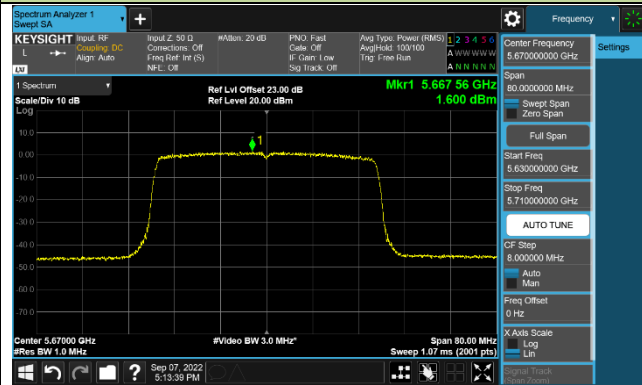 Spectrum Analyzer 1
Swept SA
Frequency
KEYSIGHT
Input: RF
Coupling: DC
Align: Auto
Input Z: 50 Ω
Corrections: Off
Freq Ref: Int (S)
NFE: Off
#Atten: 20 dB
PNO: Fast
Gate: Off
IF Gain: Low
Sig Track: Off
Avg Type: Power (RMS)
Avg|Hold: 100/100
Trig: Free Run
1 2 3 4 5 6
A W W W W W
A N N N N N
L
LXI
1 Spectrum
Scale/Div 10 dB
Log
Ref Lvl Offset 23.00 dB
Ref Level 20.00 dBm
Mkr1 5.667 56 GHz
1.600 dBm
1
10.0
0.00
-10.0
-20.0
-30.0
-40.0
-50.0
-60.0
-70.0
Center 5.67000 GHz
#Res BW 1.0 MHz
#Video BW 3.0 MHz*
Span 80.00 MHz
Sweep 1.07 ms (2001 pts)
Sep 07, 2022
5:13:39 PM
Center Frequency
5.670000000 GHz
Span
80.0000000 MHz
Swept Span
Zero Span
Full Span
Start Freq
5.630000000 GHz
Stop Freq
5.710000000 GHz
AUTO TUNE
CF Step
8.000000 MHz
Auto
Man
Freq Offset
0 Hz
X Axis Scale
Log
Lin
Signal Track
(Span Zoom)
Settings